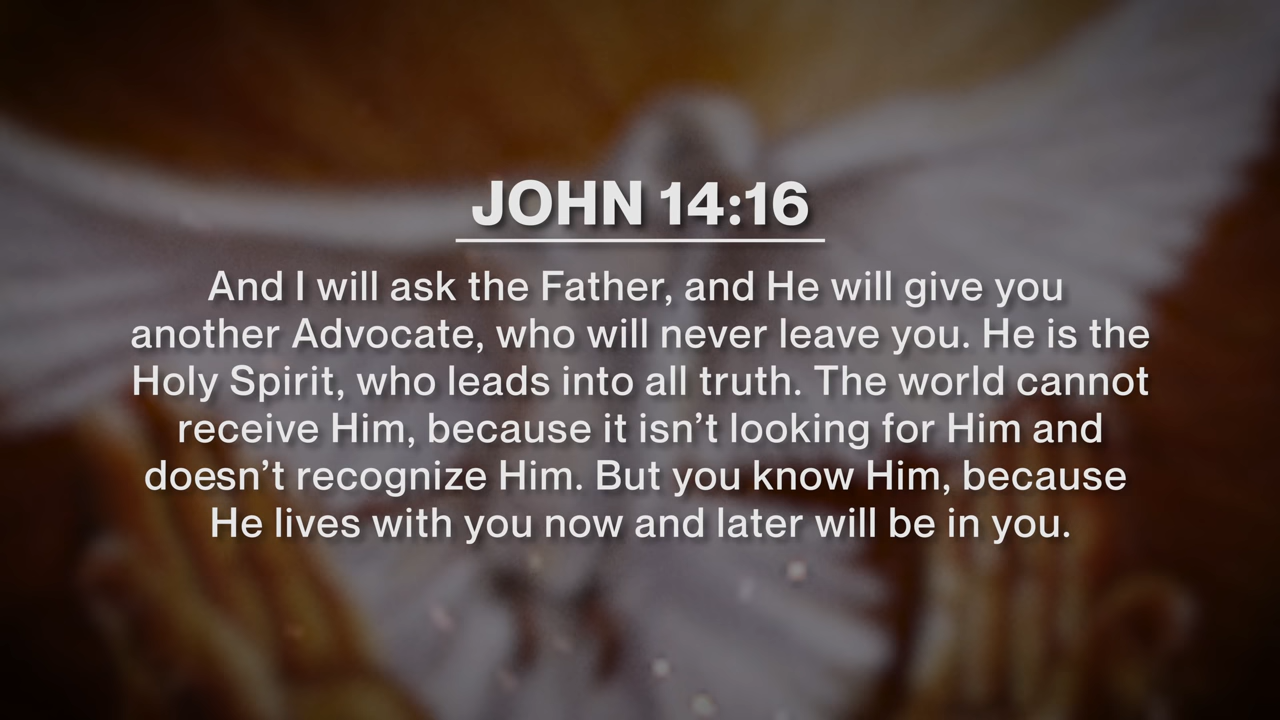 JOHN 14:16
And I will ask the Father, and He will give you
another Advocate, who will never leave you. He is the
Holy Spirit, who leads into all truth. The world cannot
receive Him, because it isn’t looking for Him and
doesn’t recognize Him. But you know Him, because
He lives with you now and later will be in you.